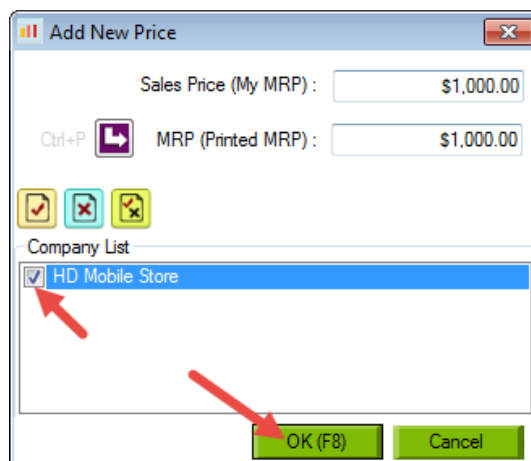 Add New Price
Sales Price (My MRP) : $1,000.00
Ctrl+P MRP (Printed MRP) : $1,000.00
Company List
HD Mobile Store
OK (F8) Cancel